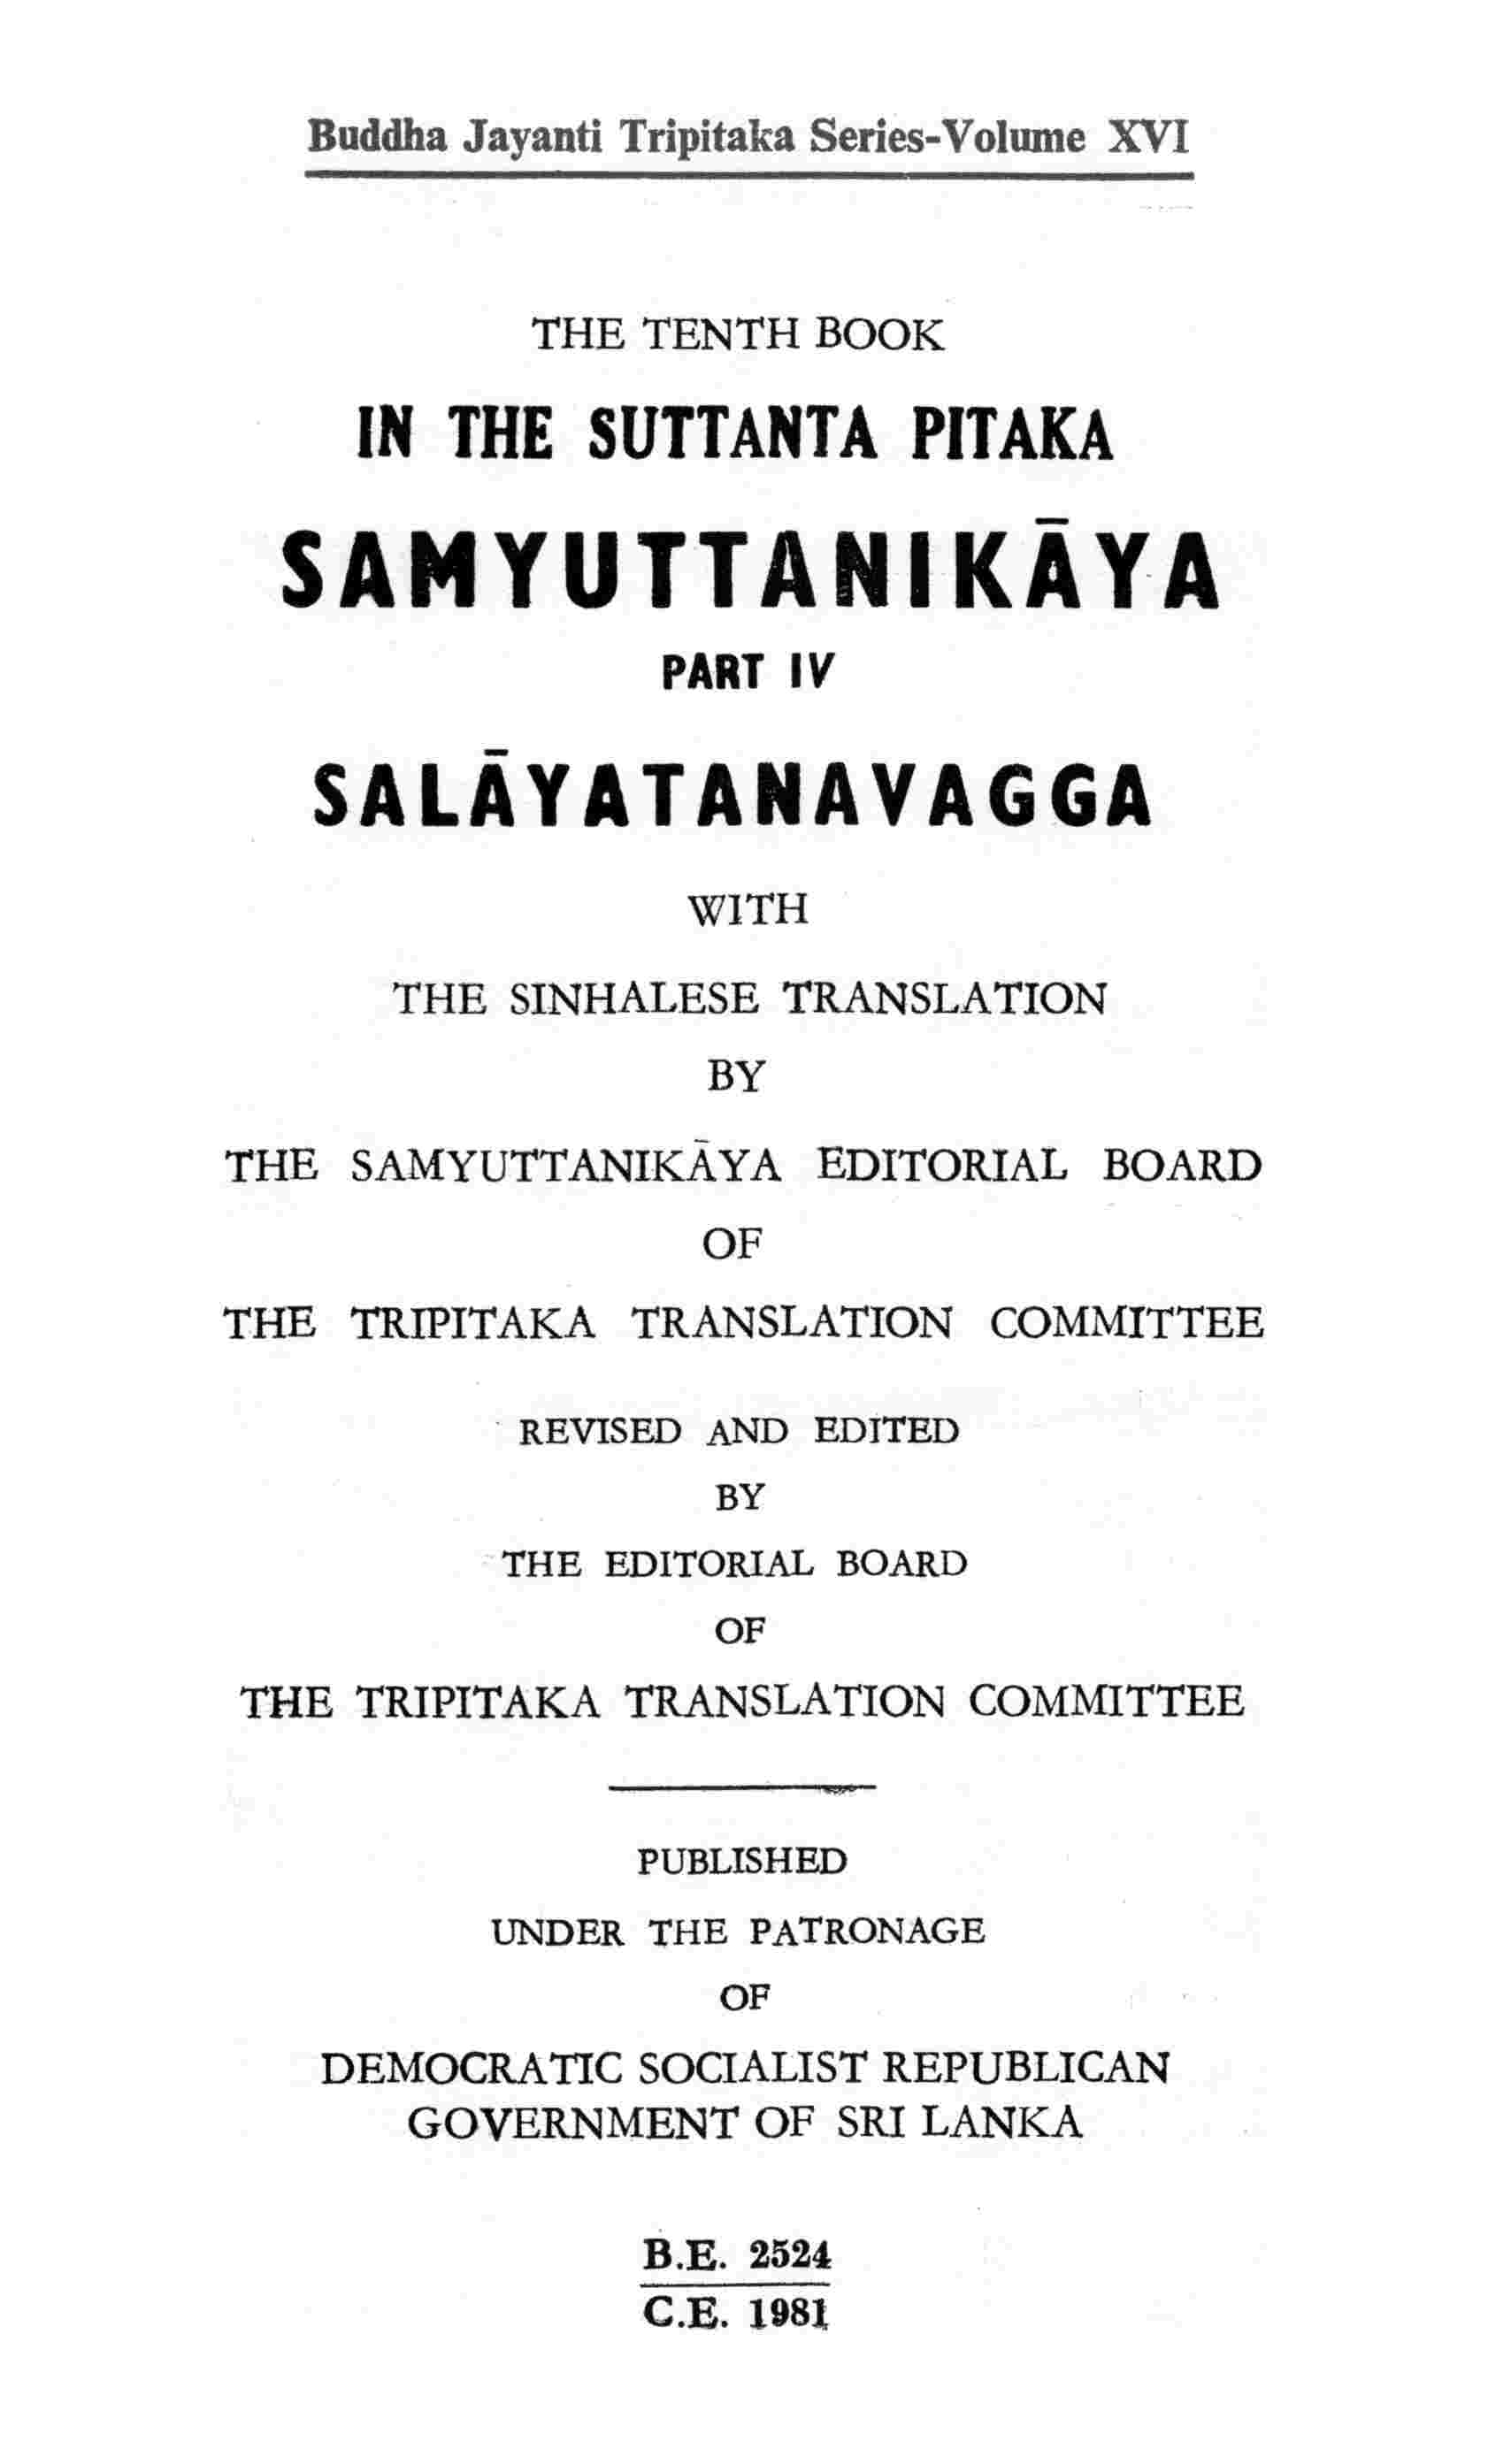 Buddha Jayanti Tripitaka Series-Volume XVI
THE TENTH BOOK
IN THE SUTTANTA PITAKA
SAMYUTTANIKĀYA
PART IV
SALĀYATANAVAGGA
WITH
THE SINHALESE TRANSLATION
BY
THE SAMYUTTANIKĀYA EDITORIAL BOARD
OF
THE TRIPITAKA TRANSLATION COMMITTEE
REVISED AND EDITED
BY
THE EDITORIAL BOARD
OF
THE TRIPITAKA TRANSLATION COMMITTEE
PUBLISHED
UNDER THE PATRONAGE
OF
DEMOCRATIC SOCIALIST REPUBLICAN
GOVERNMENT OF SRI LANKA
B.E. 2524
C.E. 1981